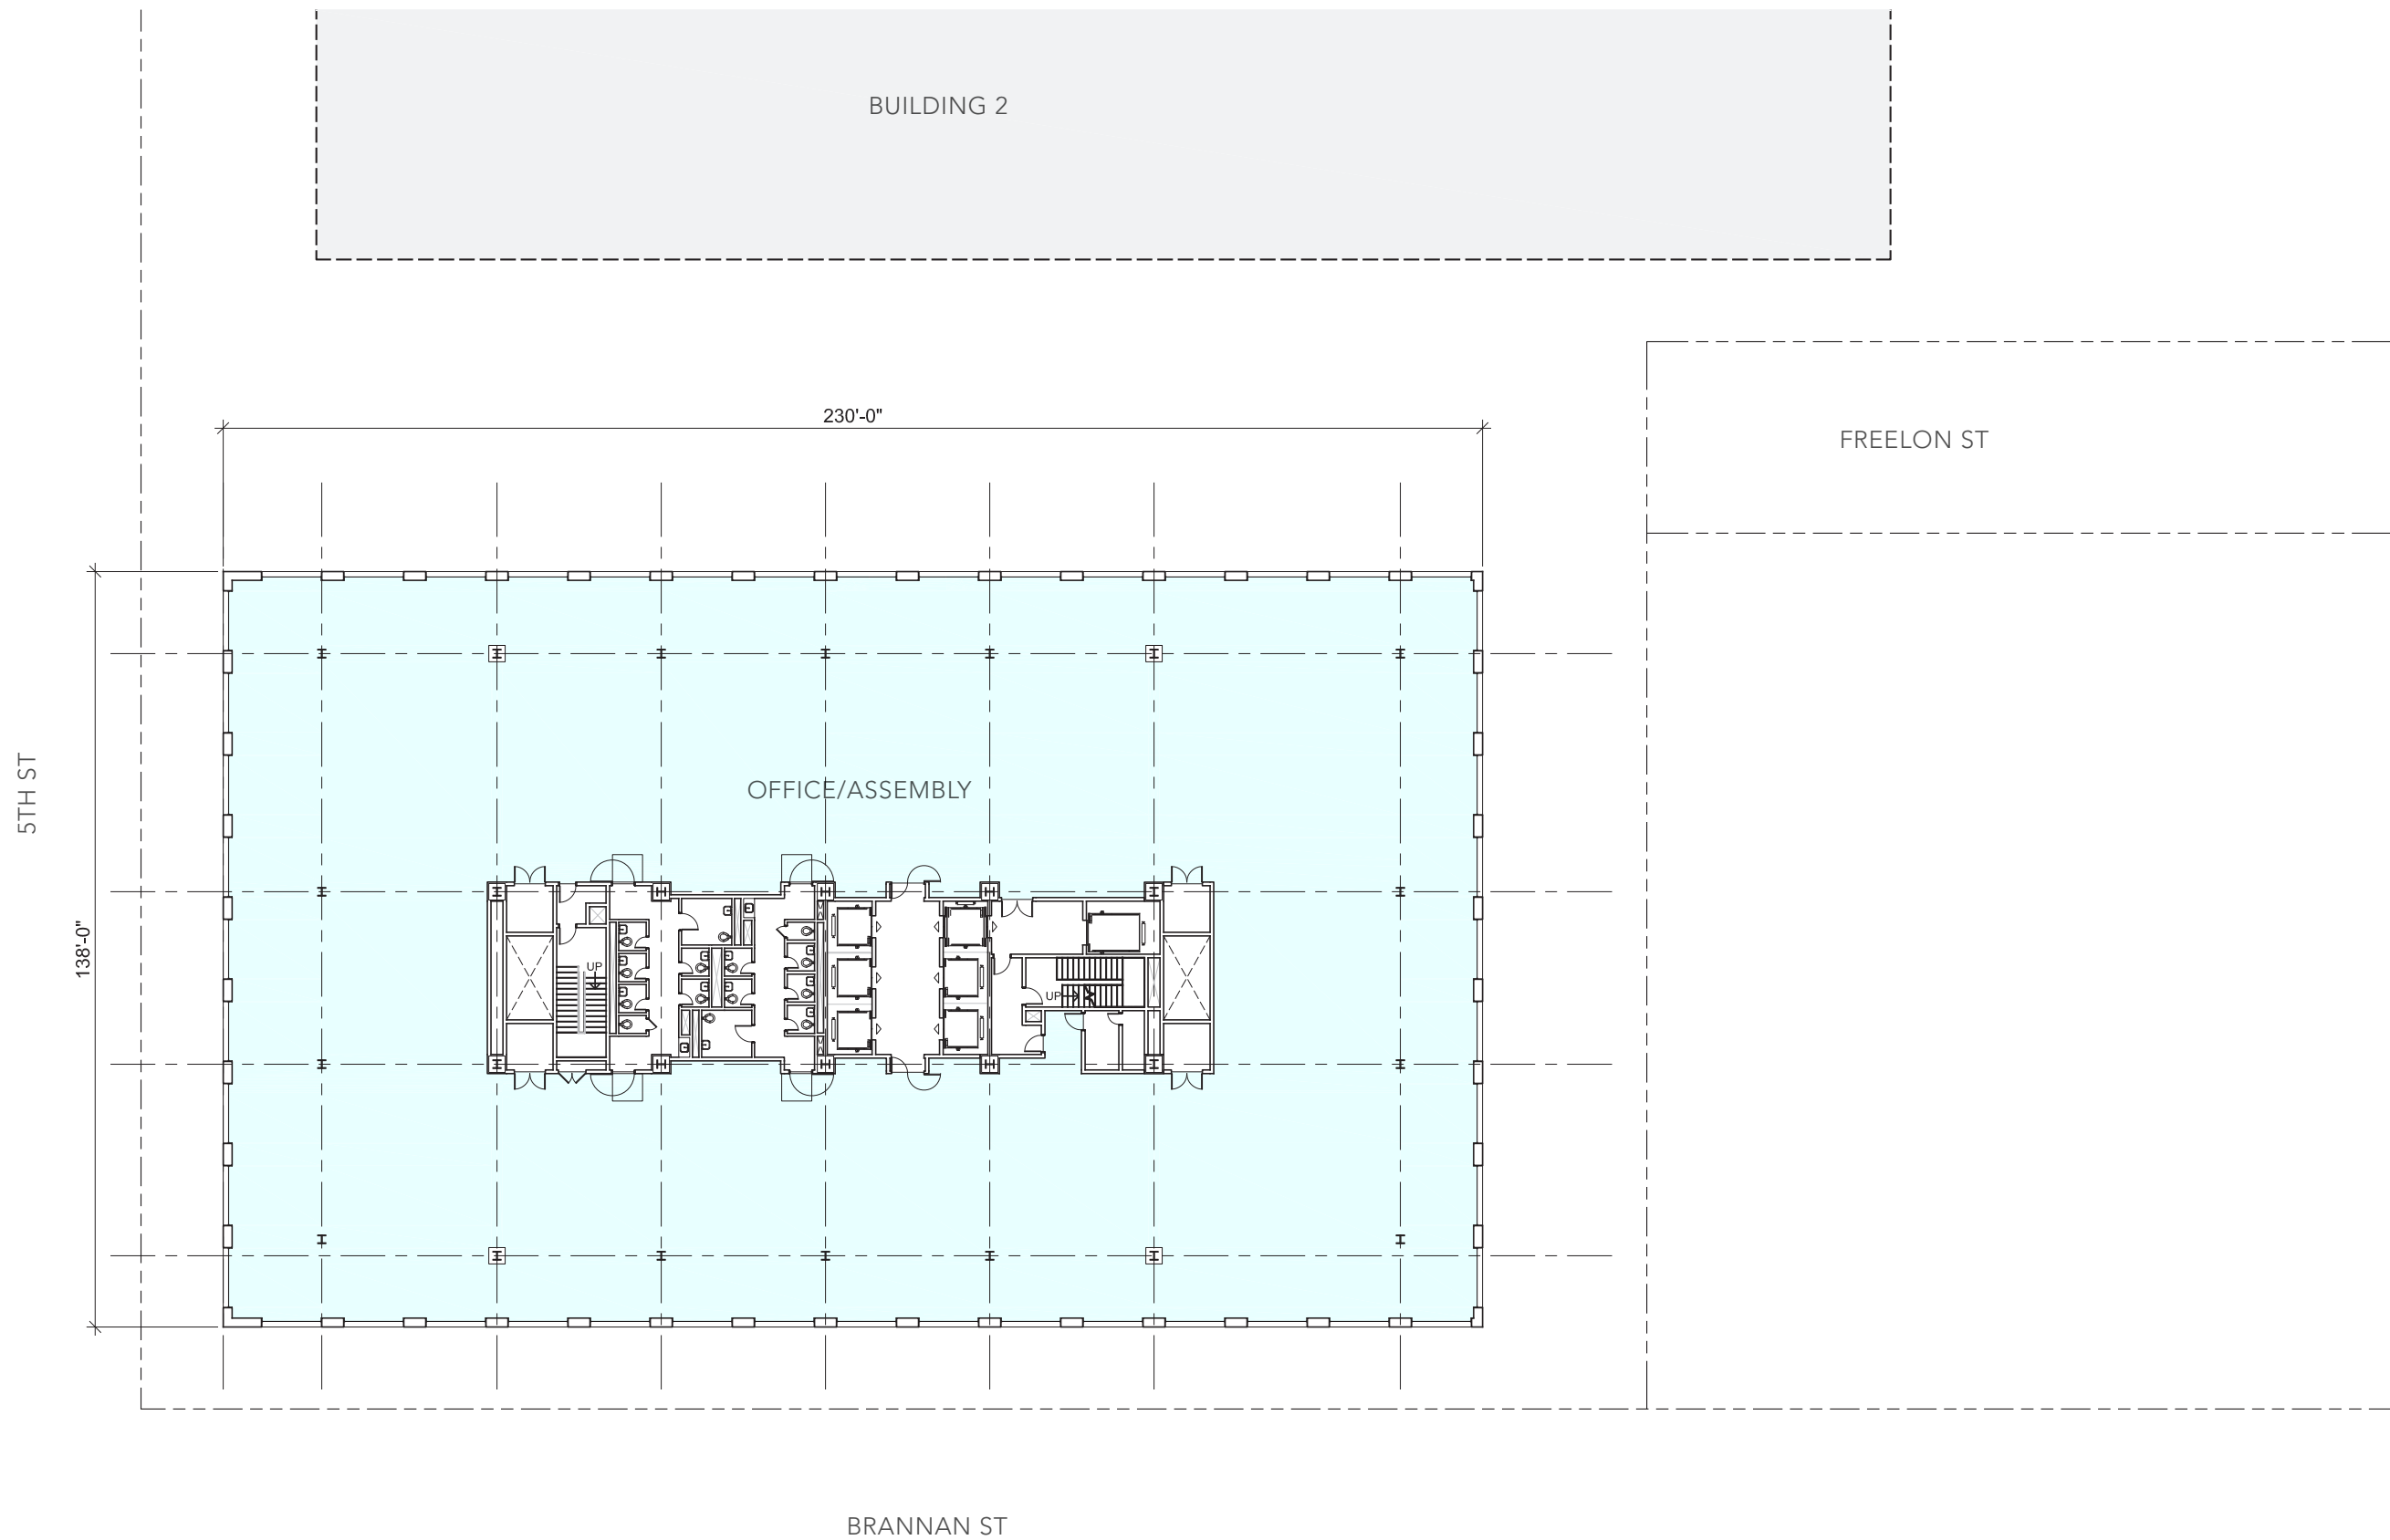 BUILDING 2
230'-0"
FREELON ST
5TH ST
138'-0"
OFFICE/ASSEMBLY
UP
UP
BRANNAN ST